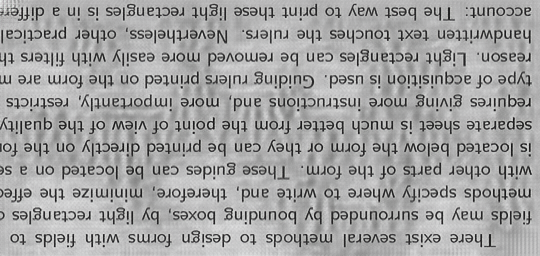 There exist several methods to design forms with fields to
fields may be surrounded by bounding boxes, by light rectangles o
methods specify where to write and, therefore, minimize the effec
with other parts of the form. These guides can be located on a se
is located below the form or they can be printed directly on the fo
separate sheet is much better from the point of view of the quality
requires giving more instructions and, more importantly, restricts
type of acquisition is used. Guiding rulers printed on the form are m
reason. Light rectangles can be removed more easily with filters th
handwritten text touches the rulers. Nevertheless, other practical
account: The best way to print these light rectangles is in a differe